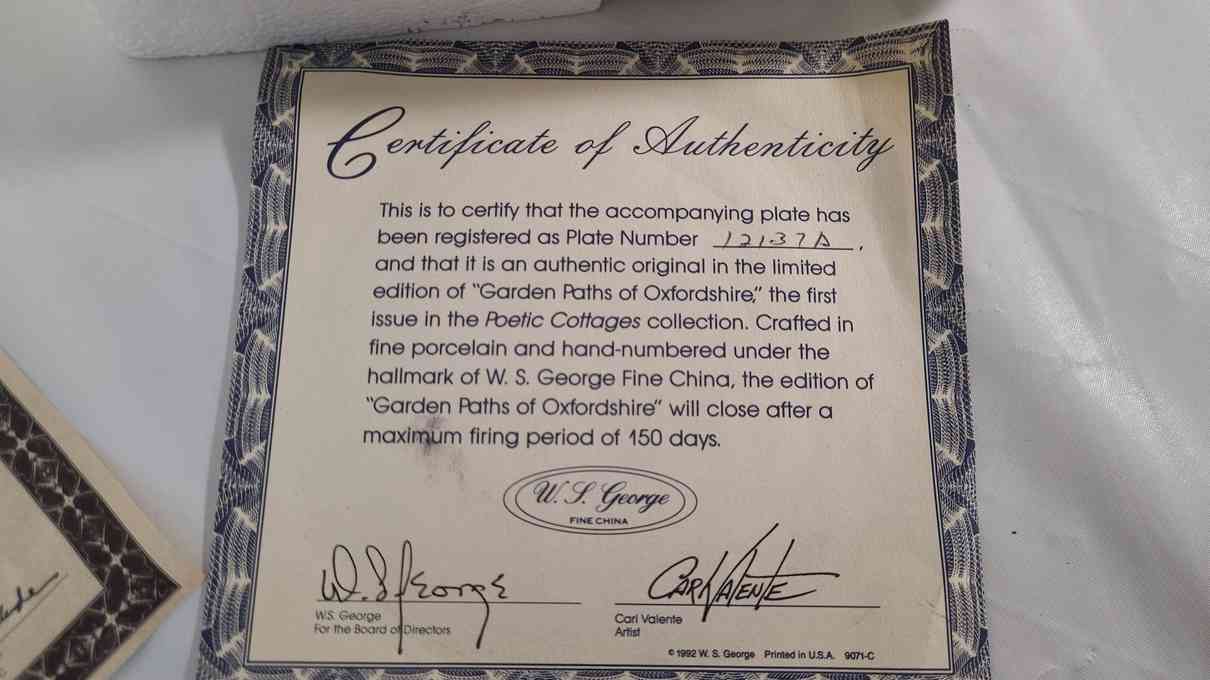 Certificate of Authenticity
This is to certify that the accompanying plate has
been registered as Plate Number 12137A,
and that it is an authentic original in the limited
edition of "Garden Paths of Oxfordshire," the first
issue in the Poetic Cottages collection. Crafted in
fine porcelain and hand-numbered under the
hallmark of W. S. George Fine China, the edition of
"Garden Paths of Oxfordshire" will close after a
maximum firing period of 150 days.
W. S. George
FINE CHINA
W. S. George
Carl Valente
W.S. George
For the Board of Directors
Carl Valente
Artist
© 1992 W. S. George Printed in U.S.A. 9071-C